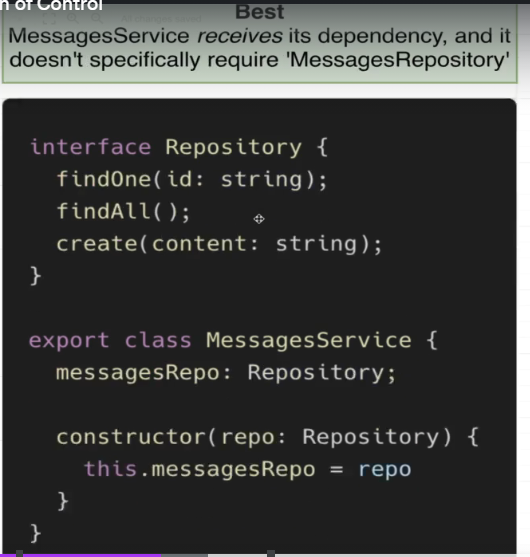 n of Control
Best
MessagesService receives its dependency, and it
doesn't specifically require 'MessagesRepository'
interface Repository {
  findOne(id: string);
  findAll();
  create(content: string);
}

export class MessagesService {
  messagesRepo: Repository;

  constructor(repo: Repository) {
    this.messagesRepo = repo
  }
}